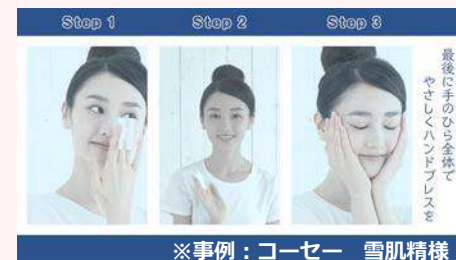 Step 1
Step 2
Step 3
最後に手のひら全体で
やさしくハンドプレスを
※事例：コーセー　雪肌精様